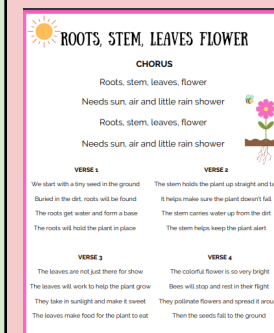 ROOTS, STEM, LEAVES FLOWER
CHORUS
Roots, stem, leaves, flower
Needs sun, air and little rain shower
Roots, stem, leaves, flower
Needs sun, air and little rain shower
VERSE 1
We start with a tiny seed in the ground
Buried in the dirt, roots will be found
The roots get water and form a base
The roots will hold the plant in place
VERSE 2
The stem holds the plant up straight and ta
It helps make sure the plant doesn't fall
The stem carries water up from the dirt
The stem helps keep the plant alert
VERSE 3
The leaves are not just there for show
The leaves will work to help the plant grow
They take in sunlight and make it sweet
The leaves make food for the plant to eat
VERSE 4
The colorful flower is so very bright
Bees will stop and rest in their flight
They pollinate flowers and spread it arou
Then the seeds fall to the ground